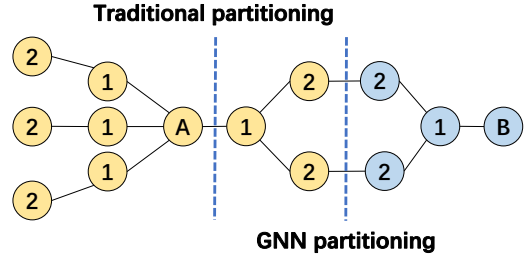 Traditional partitioning
2 1 2 2
2 1 A 1 1 B
2 1 2 2
GNN partitioning